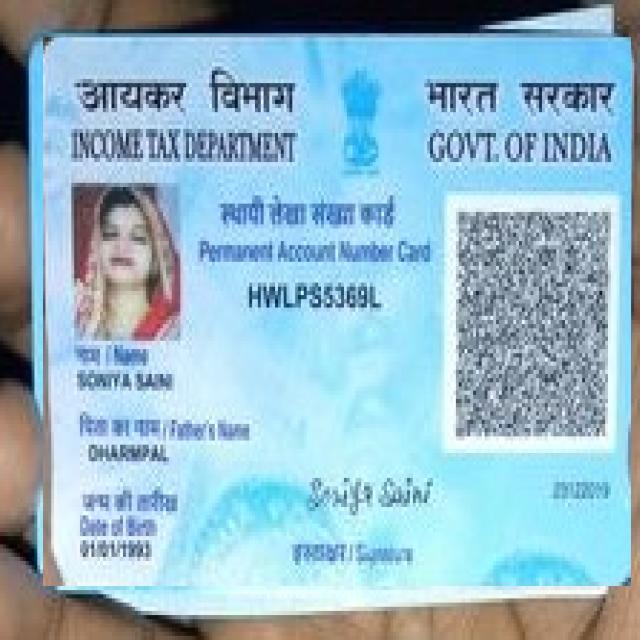 आयकर विभाग
INCOME TAX DEPARTMENT
भारत सरकार
GOVT. OF INDIA
स्थायी लेखा संख्या कार्ड
Permanent Account Number Card
HWLPS5369L
नाम / Name
SONIYA SAINI
पिता का नाम / Father's Name
DHARMPAL
जन्म की तारीख
Date of Birth
01/01/1993
Soniya Saini
हस्ताक्षर / Signature
23122019